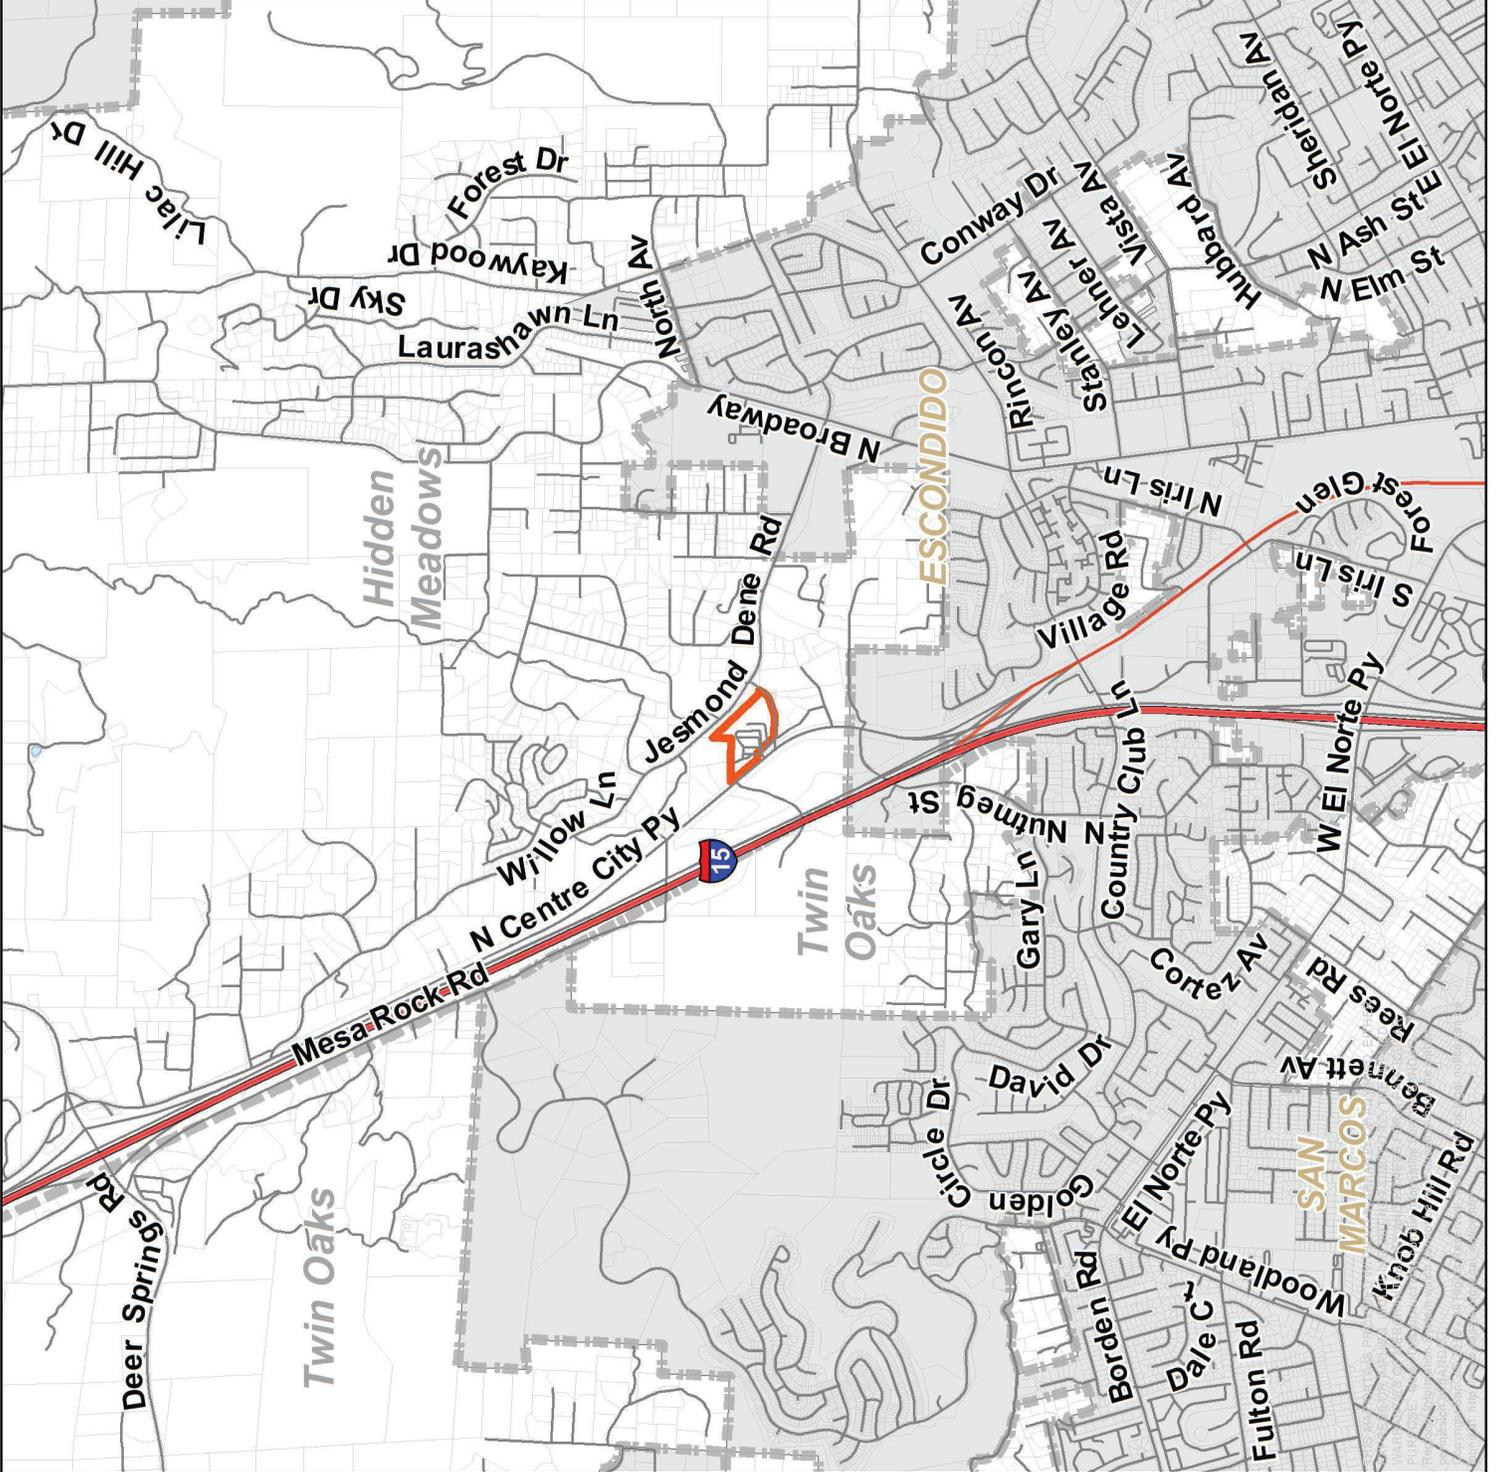 Sheridan Av
El Norte Py
Lilac Hill Dr
Forest Dr
Conway Dr
Vista Av
Hubbard Av
E El Norte Py
N Ash St
N Elm St
Kaywood Dr
North Av
Sky Dr
Laurashawn Ln
Lehner Av
Stanley Av
Rincon Av
N Broadway
ESCONDIDO
Hidden
Meadows
N Iris Ln
Forest Glen
S Iris Ln
Village Rd
Jesmond Dene Rd
W El Norte Py
Country Club Ln
N Nutmeg St
Willow Ln
N Centre City Py
15
Twin
Oaks
Gary Ln
Cortez Av
Rees Rd
Mesa Rock Rd
David Dr
Bennett Av
Circle Dr
Golden
El Norte Py
SAN
MARCOS
Knob Hill Rd
Woodland Py
Deer Springs Rd
Twin Oaks
Borden Rd
Dale Ct
Fulton Rd